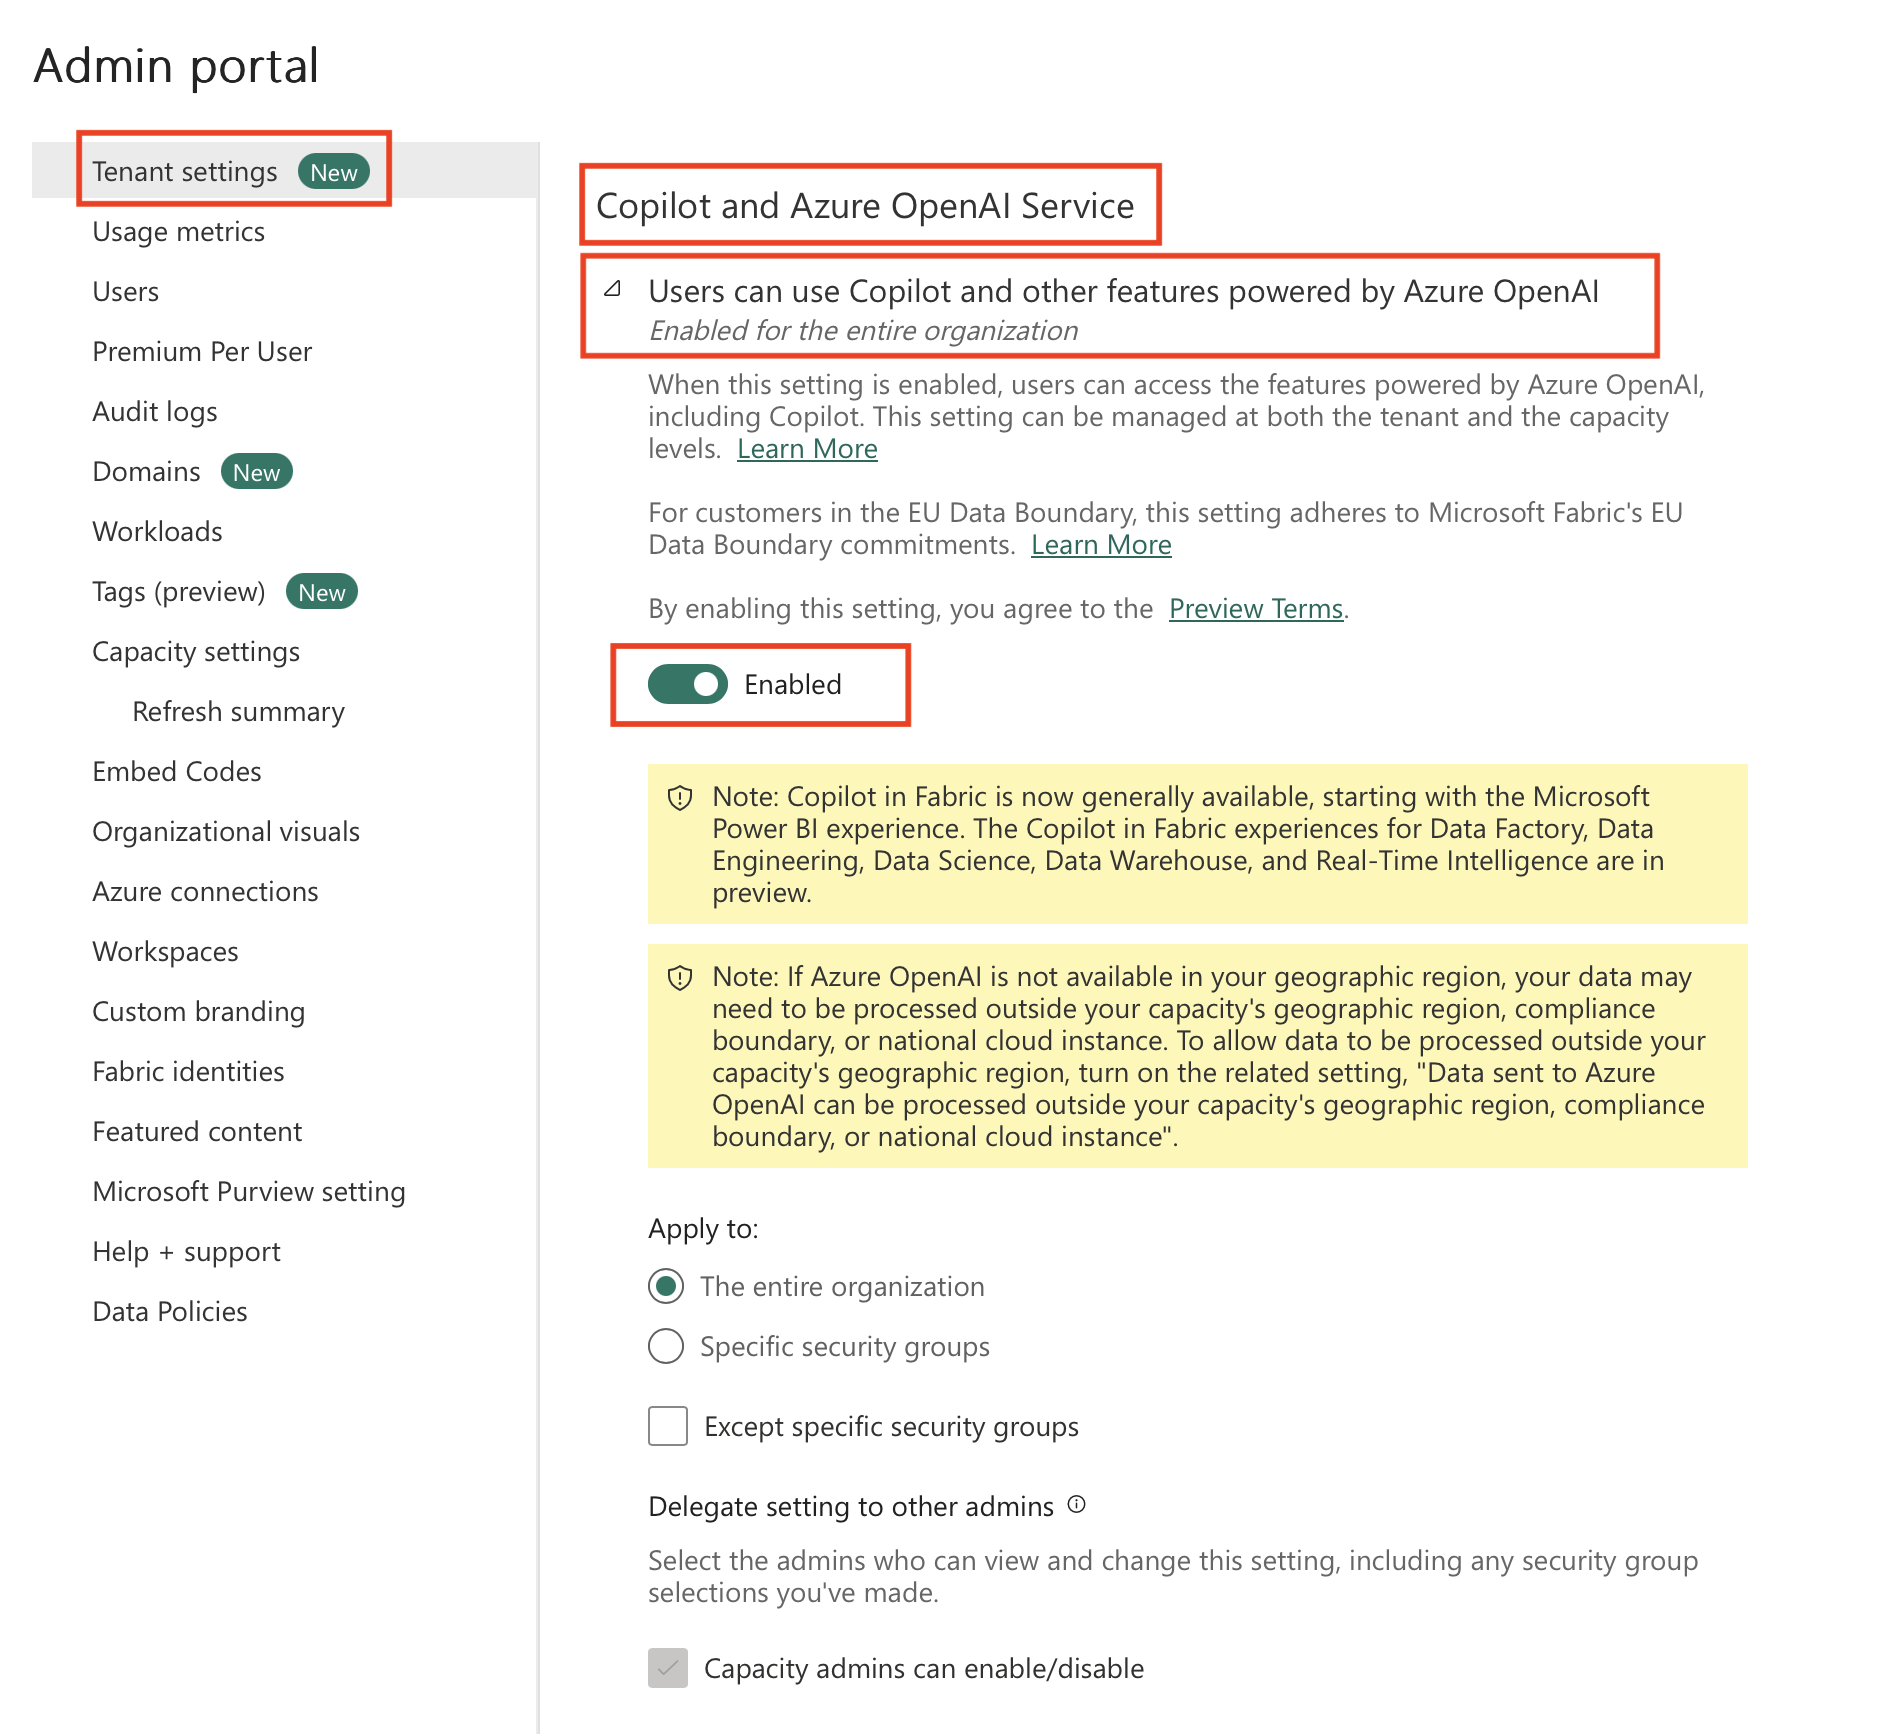 Admin portal
Tenant settings New
Usage metrics
Users
Premium Per User
Audit logs
Domains New
Workloads
Tags (preview) New
Capacity settings
Refresh summary
Embed Codes
Organizational visuals
Azure connections
Workspaces
Custom branding
Fabric identities
Featured content
Microsoft Purview setting
Help + support
Data Policies
Copilot and Azure OpenAI Service
Users can use Copilot and other features powered by Azure OpenAI
Enabled for the entire organization
When this setting is enabled, users can access the features powered by Azure OpenAI,
including Copilot. This setting can be managed at both the tenant and the capacity
levels. Learn More
For customers in the EU Data Boundary, this setting adheres to Microsoft Fabric's EU
Data Boundary commitments. Learn More
By enabling this setting, you agree to the Preview Terms.
Enabled
Note: Copilot in Fabric is now generally available, starting with the Microsoft
Power BI experience. The Copilot in Fabric experiences for Data Factory, Data
Engineering, Data Science, Data Warehouse, and Real-Time Intelligence are in
preview.
Note: If Azure OpenAI is not available in your geographic region, your data may
need to be processed outside your capacity's geographic region, compliance
boundary, or national cloud instance. To allow data to be processed outside your
capacity's geographic region, turn on the related setting, "Data sent to Azure
OpenAI can be processed outside your capacity's geographic region, compliance
boundary, or national cloud instance".
Apply to:
The entire organization
Specific security groups
Except specific security groups
Delegate setting to other admins
Select the admins who can view and change this setting, including any security group
selections you've made.
Capacity admins can enable/disable